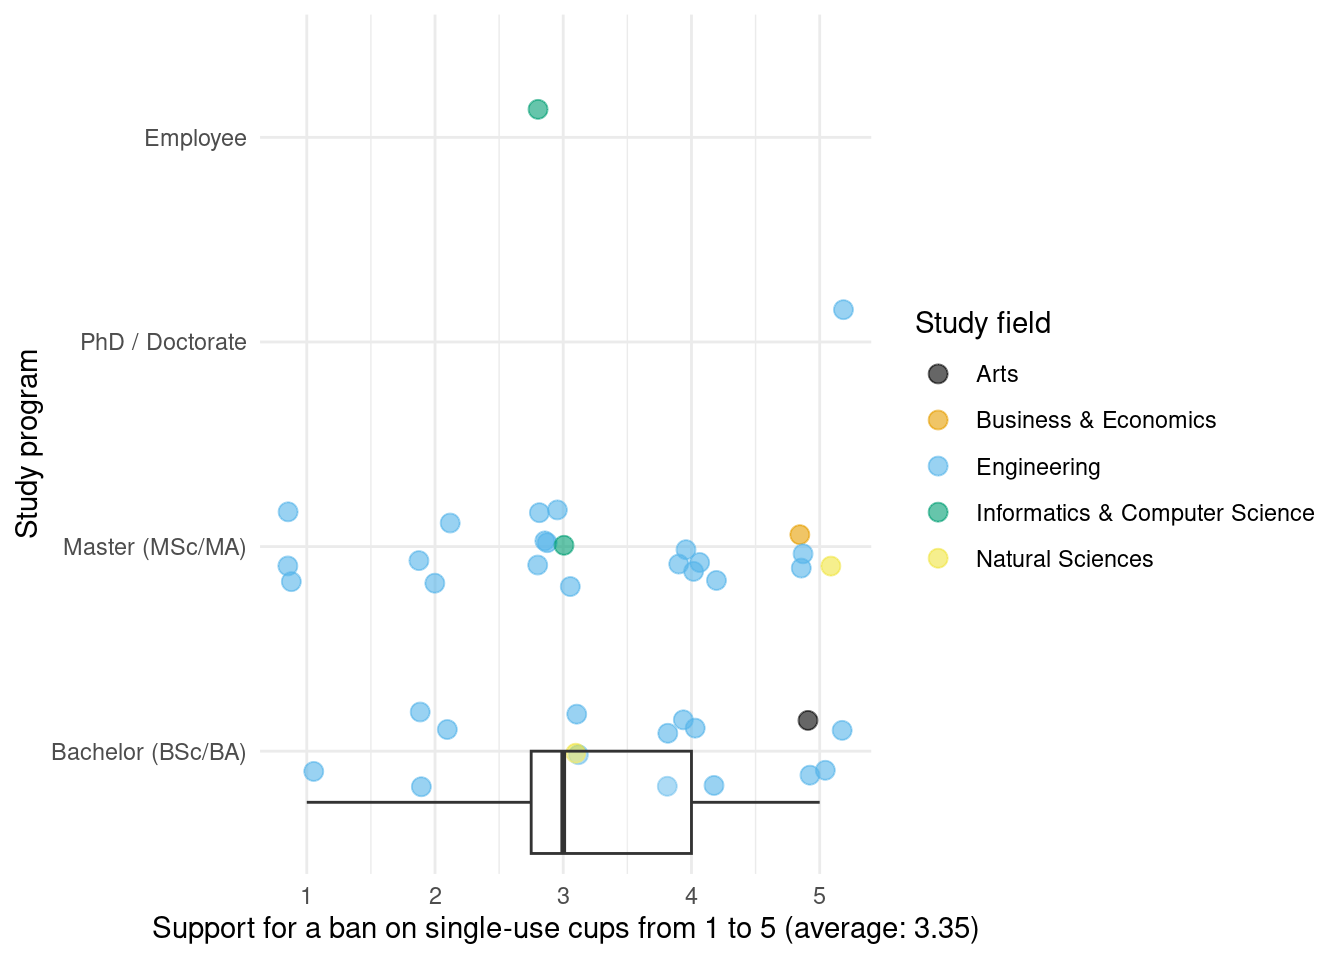 Employee
PhD / Doctorate
Master (MSc/MA)
Bachelor (BSc/BA)
Study program
1 2 3 4 5
Support for a ban on single-use cups from 1 to 5 (average: 3.35)
Study field
Arts
Business & Economics
Engineering
Informatics & Computer Science
Natural Sciences